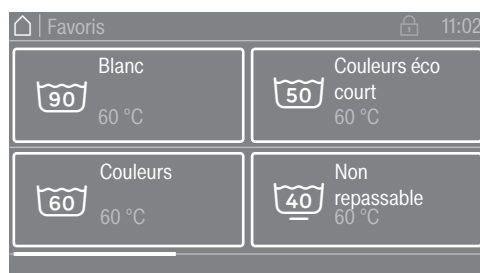 Favoris 11:02
Blanc
90
60 °C
Couleurs éco
court
50
60 °C
Couleurs
60
60 °C
Non
repassable
40
60 °C